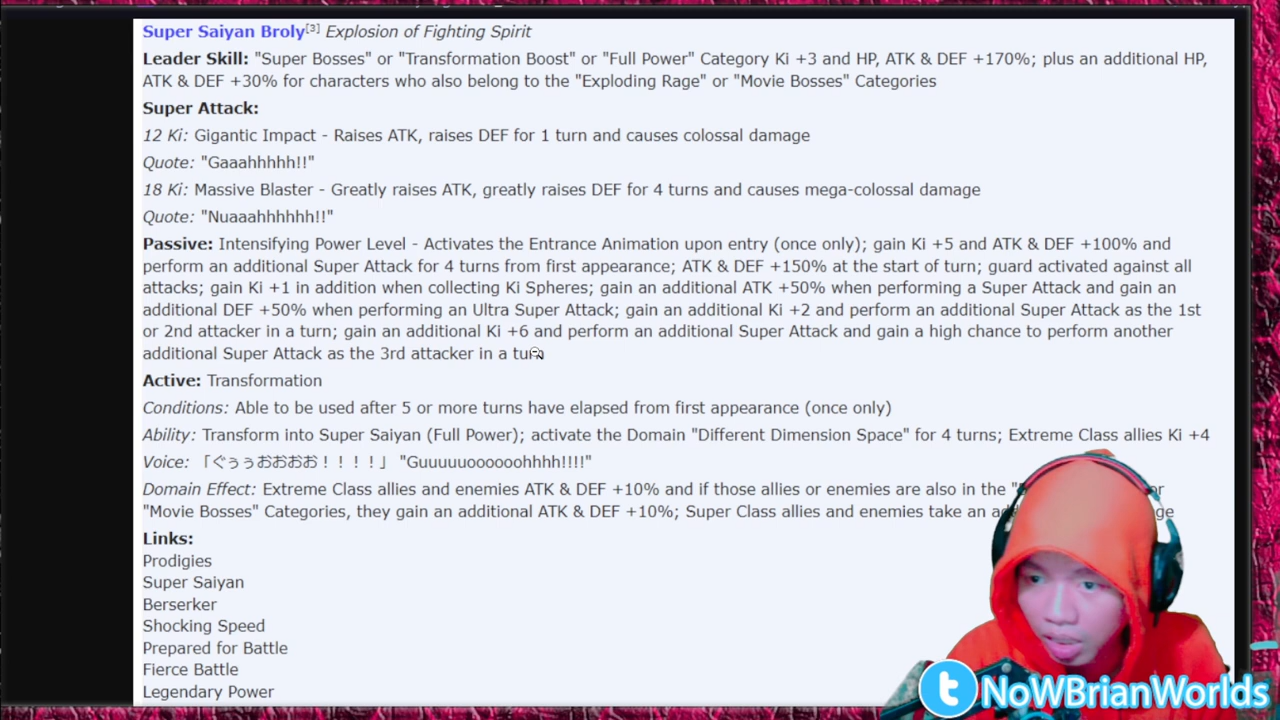 Super Saiyan Broly[3] Explosion of Fighting Spirit
Leader Skill: "Super Bosses" or "Transformation Boost" or "Full Power" Category Ki +3 and HP, ATK & DEF +170%; plus an additional HP,
ATK & DEF +30% for characters who also belong to the "Exploding Rage" or "Movie Bosses" Categories
Super Attack:
12 Ki: Gigantic Impact - Raises ATK, raises DEF for 1 turn and causes colossal damage
Quote: "Gaaahhhhh!!"
18 Ki: Massive Blaster - Greatly raises ATK, greatly raises DEF for 4 turns and causes mega-colossal damage
Quote: "Nuaaahhhhhh!!"
Passive: Intensifying Power Level - Activates the Entrance Animation upon entry (once only); gain Ki +5 and ATK & DEF +100% and
perform an additional Super Attack for 4 turns from first appearance; ATK & DEF +150% at the start of turn; guard activated against all
attacks; gain Ki +1 in addition when collecting Ki Spheres; gain an additional ATK +50% when performing a Super Attack and gain an
additional DEF +50% when performing an Ultra Super Attack; gain an additional Ki +2 and perform an additional Super Attack as the 1st
or 2nd attacker in a turn; gain an additional Ki +6 and perform an additional Super Attack and gain a high chance to perform another
additional Super Attack as the 3rd attacker in a turn
Active: Transformation
Conditions: Able to be used after 5 or more turns have elapsed from first appearance (once only)
Ability: Transform into Super Saiyan (Full Power); activate the Domain "Different Dimension Space" for 4 turns; Extreme Class allies Ki +4
Voice: 「ぐぅぅおおおお！！！！」 "Guuuuoooooohhhh!!!!"
Domain Effect: Extreme Class allies and enemies ATK & DEF +10% and if those allies or enemies are also in the
"Movie Bosses" Categories, they gain an additional ATK & DEF +10%; Super Class allies and enemies take an
Links:
Prodigies
Super Saiyan
Berserker
Shocking Speed
Prepared for Battle
Fierce Battle
Legendary Power
NoWBrianWorlds